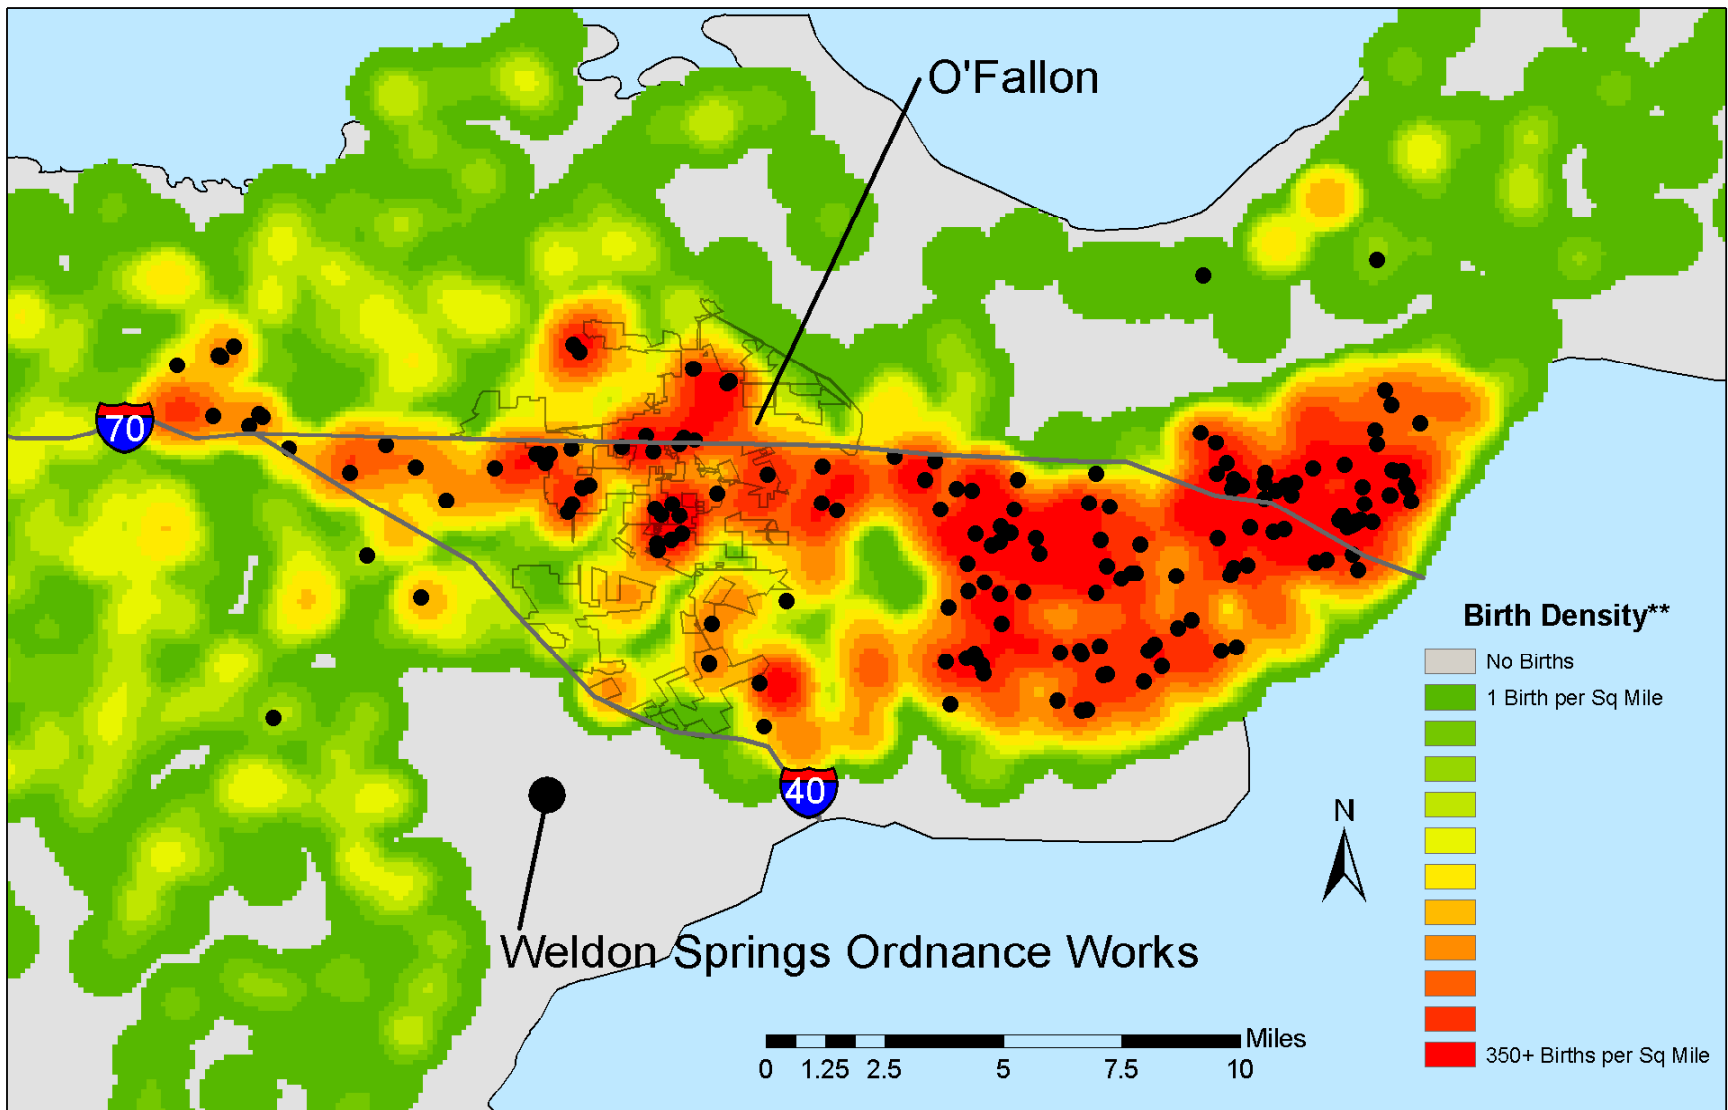 O'Fallon
70
Birth Density**
No Births
1 Birth per Sq Mile
40
N
Weldon Springs Ordnance Works
Miles
0 1.25 2.5 5 7.5 10
350+ Births per Sq Mile